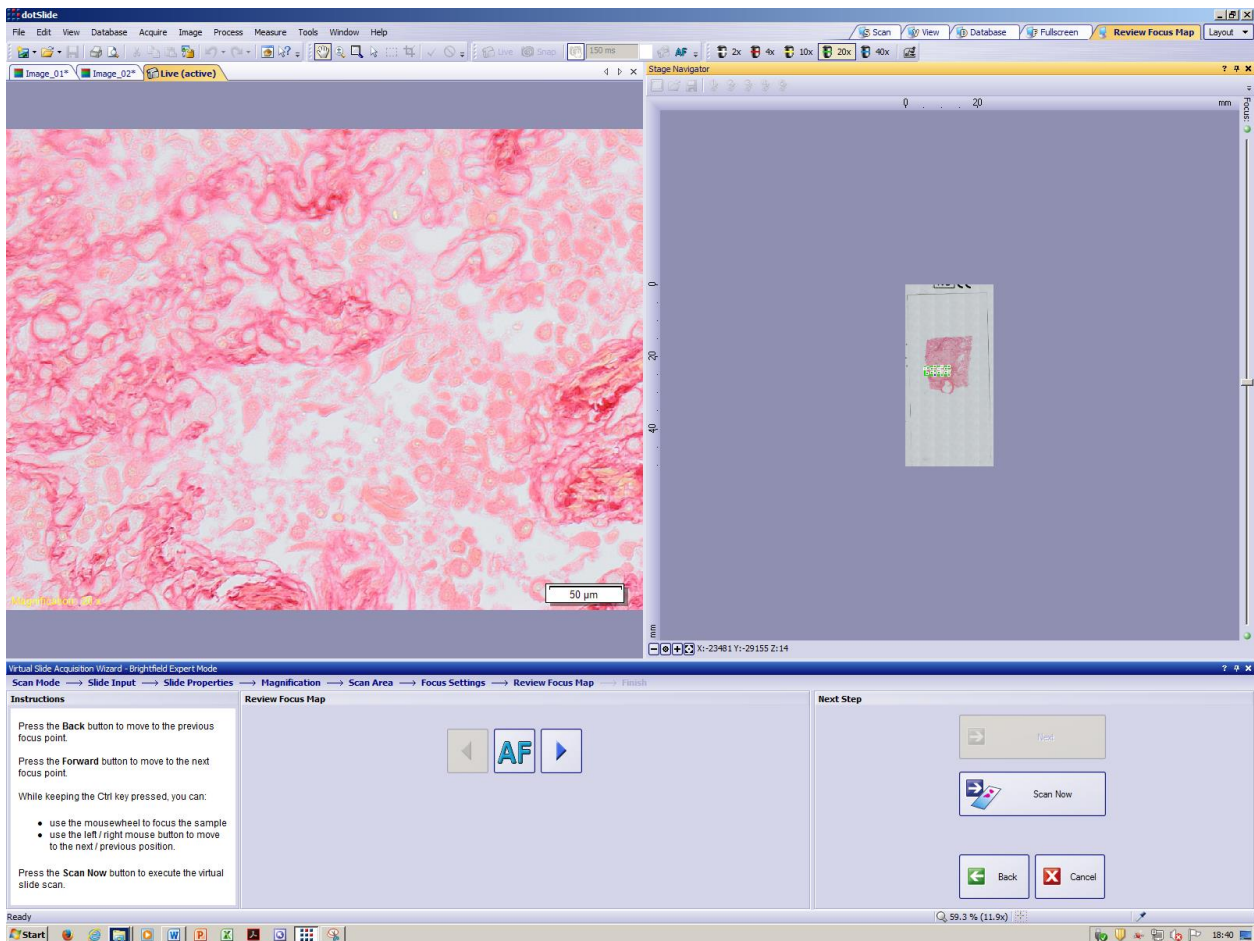 dotSlide
File Edit View Database Acquire Image Process Measure Tools Window Help
Scan View Database Fullscreen Review Focus Map Layout
Live Snap 150 ms AF 2x 4x 10x 20x 40x
Image_01* Image_02* Live (active)
Stage Navigator
0 20 mm
Focus:
0
20
40
mm
50 µm
X:-23481 Y:-29155 Z:14
Virtual Slide Acquisition Wizard - Brightfield Expert Mode
Scan Mode → Slide Input → Slide Properties → Magnification → Scan Area → Focus Settings → Review Focus Map → Finish
Instructions
Press the Back button to move to the previous
focus point.
Press the Forward button to move to the next
focus point.
While keeping the Ctrl key pressed, you can:
• use the mousewheel to focus the sample
• use the left / right mouse button to move
to the next / previous position.
Press the Scan Now button to execute the virtual
slide scan.
Review Focus Map
AF
Next Step
Next
Scan Now
Back Cancel
Ready
59.3 % (11.9x)
Start
18:40